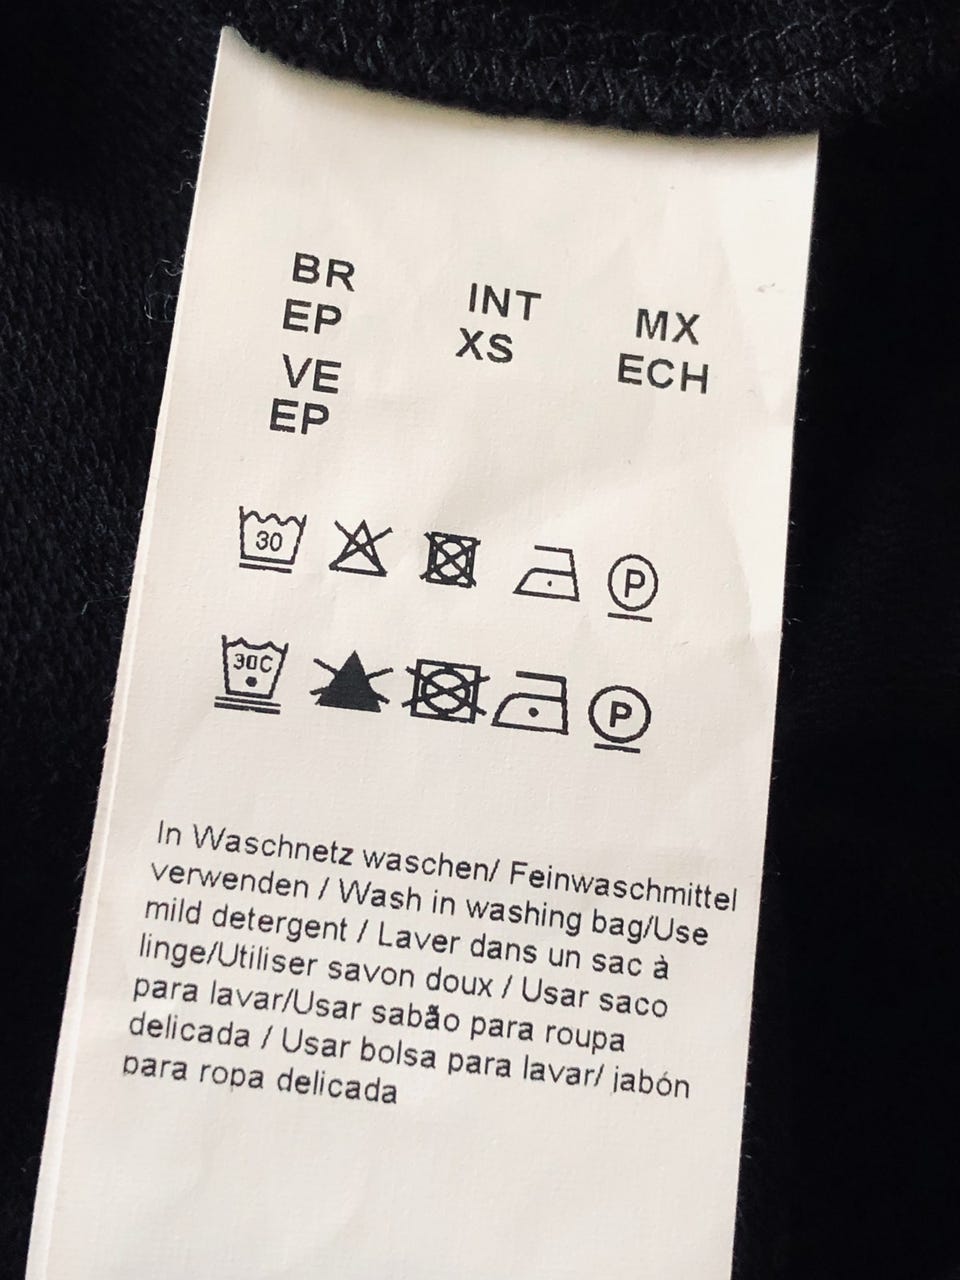 BR
EP
VE
EP
INT
XS
MX
ECH
30
P
30C
P
In Waschnetz waschen/ Feinwaschmittel
verwenden / Wash in washing bag/Use
mild detergent / Laver dans un sac à
linge/Utiliser savon doux / Usar saco
para lavar/Usar sabão para roupa
delicada / Usar bolsa para lavar/ jabón
para ropa delicada